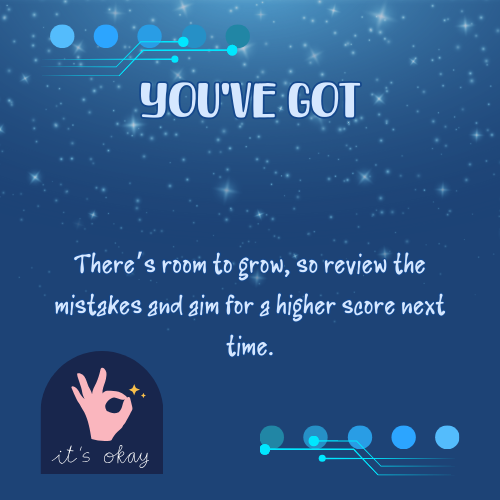 YOU'VE GOT
There's room to grow, so review the
mistakes and aim for a higher score next
time.
it's okay